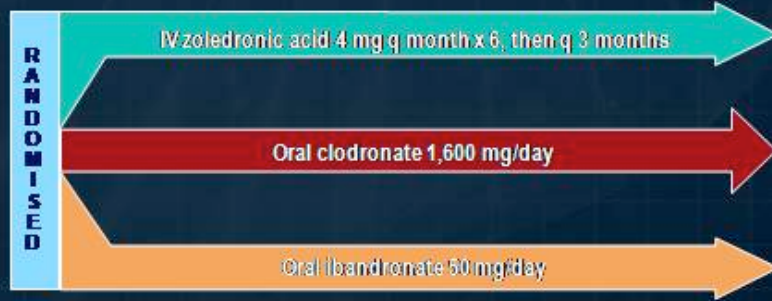 RANDOMISED
IV zoledronic acid 4 mg q month x 6, then q 3 months
Oral clodronate 1,600 mg/day
Oral ibandronate 50 mg/day